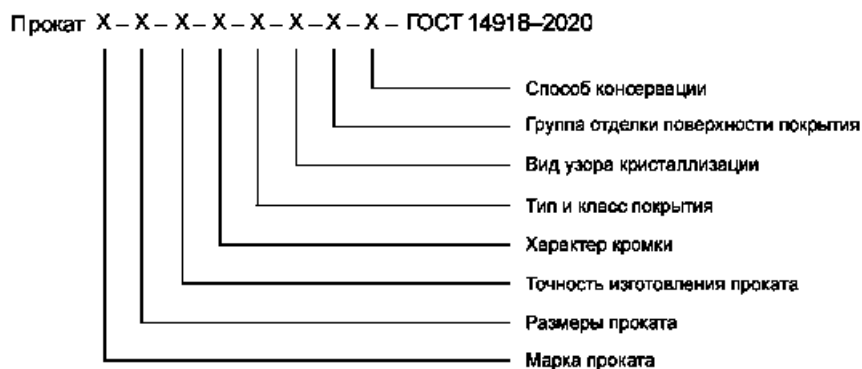 Прокат Х – Х – Х – Х – Х – Х – Х – Х – ГОСТ 14918–2020
Способ консервации
Группа отделки поверхности покрытия
Вид узора кристаллизации
Тип и класс покрытия
Характер кромки
Точность изготовления проката
Размеры проката
Марка проката